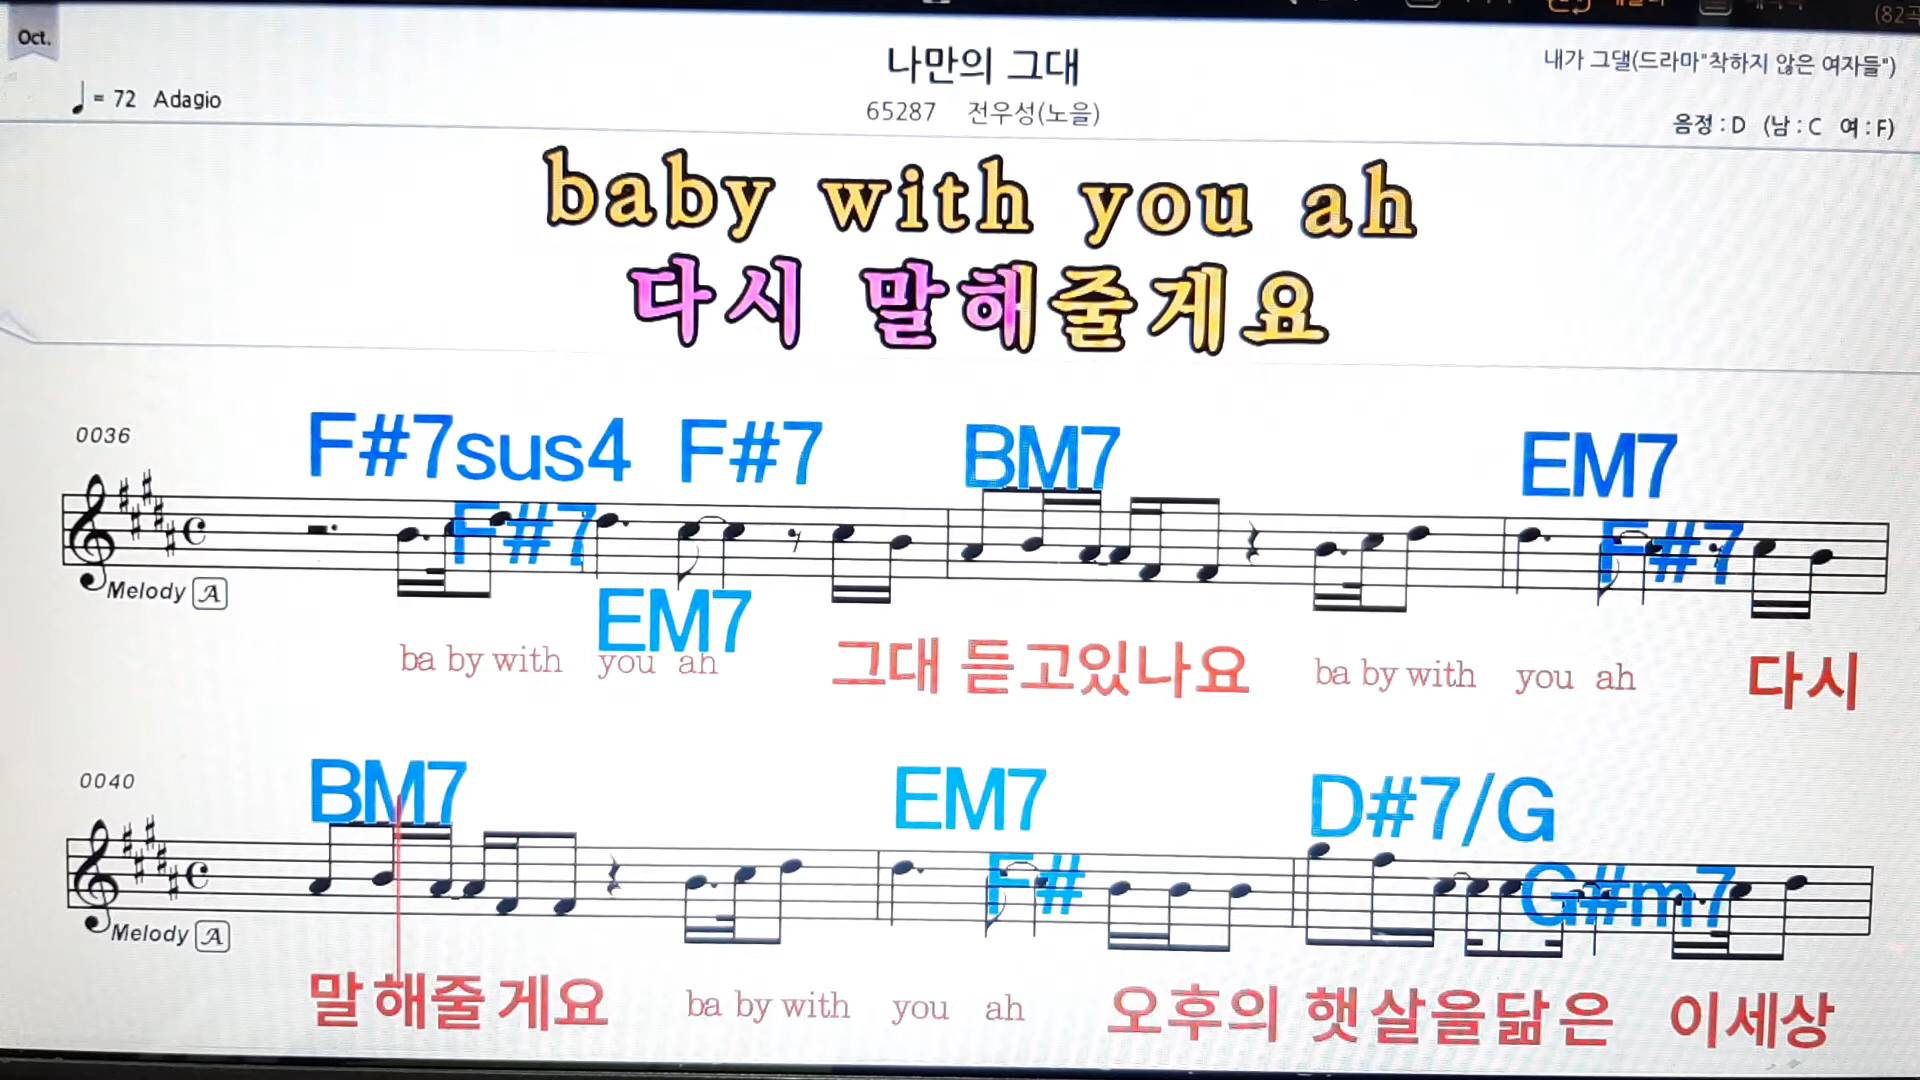 Oct.
나만의 그대
내가 그댈(드라마"착하지 않은 여자들")
= 72 Adagio
65287 전우성(노을)
음정 : D (남 : C 여 : F)
baby with you ah
다시 말해줄게요
0036
F#7sus4 F#7 BM7 EM7
F#7 F#7
Melody A
EM7
ba by with you ah 그대 듣고있나요 ba by with you ah 다시
0040
BM7 EM7 D#7/G
F# G#m7
Melody A
말해줄게요 ba by with you ah 오후의 햇살을닮은 이세상